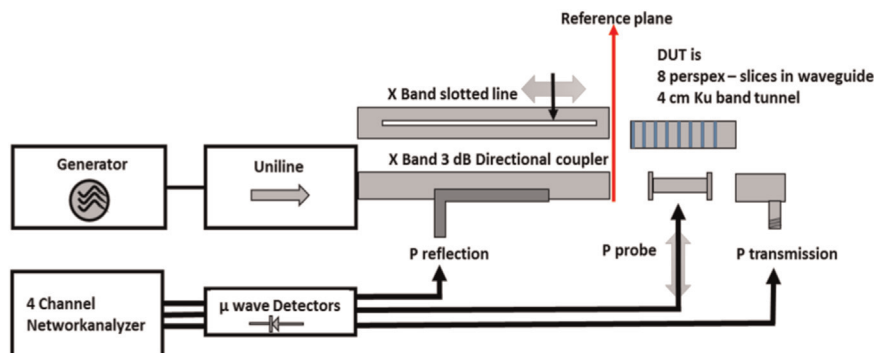 Reference plane
DUT is
8 perspex – slices in waveguide
4 cm Ku band tunnel
X Band slotted line
Generator
Uniline
X Band 3 dB Directional coupler
P reflection
P probe
P transmission
4 Channel
Networkanalyzer
μ wave Detectors